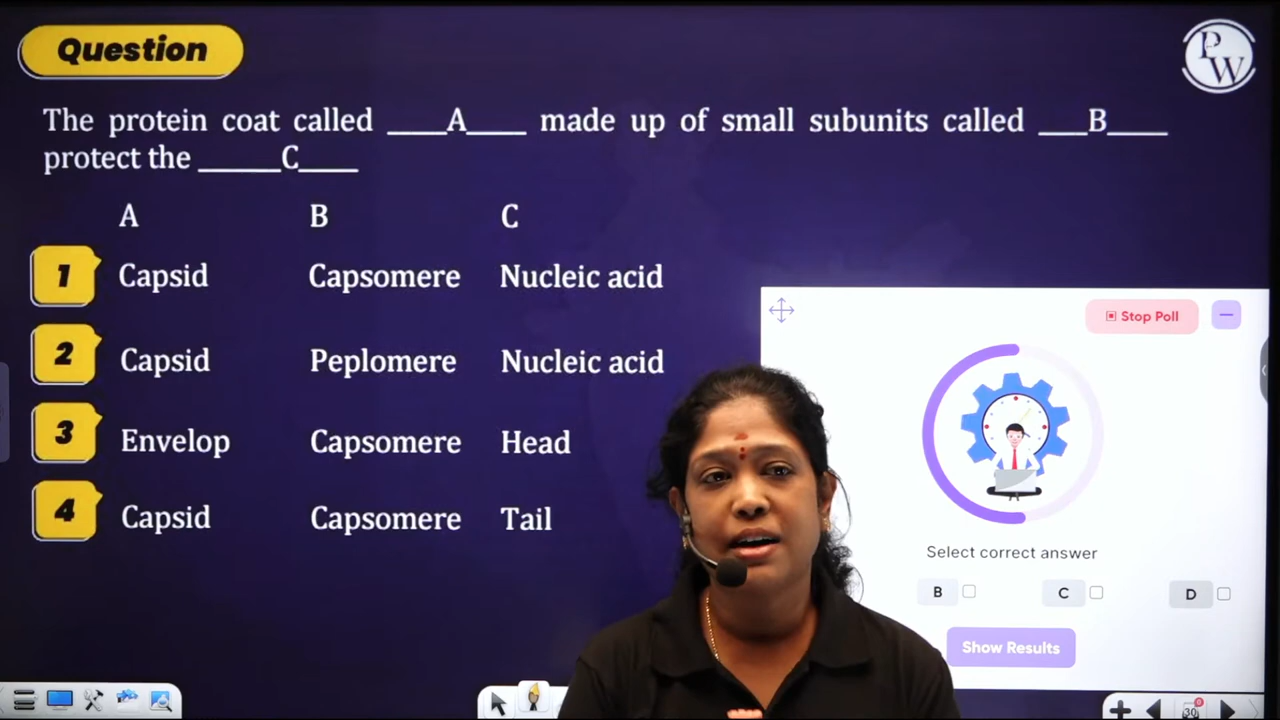 Question
PW
The protein coat called ____A____ made up of small subunits called ___B____
protect the ______C____
A B C
1 Capsid Capsomere Nucleic acid
2 Capsid Peplomere Nucleic acid
3 Envelop Capsomere Head
4 Capsid Capsomere Tail
Stop Poll
Select correct answer
B C D
Show Results
30